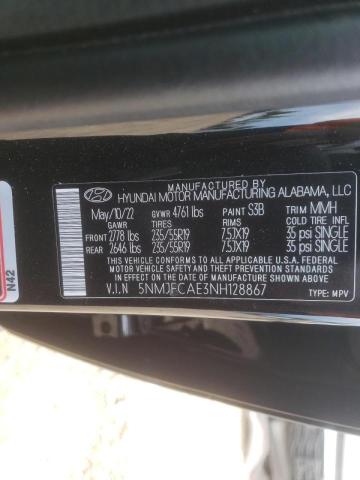 MANUFACTURED BY
HYUNDAI MOTOR MANUFACTURING ALABAMA, LLC
May/10/22 GVWR 4761 lbs PAINT S3B TRIM MMH
GAWR TIRES RIMS COLD TIRE INFL
FRONT 2778 lbs 235/55R19 7.5JX19 35 psi SINGLE
REAR 2646 lbs 235/55R19 7.5JX19 35 psi SINGLE
THIS VEHICLE CONFORMS TO ALL APPLICABLE U.S.A. FEDERAL
MOTOR VEHICLE SAFETY, BUMPER, AND THEFT PREVENTION STANDARDS
IN EFFECT ON THE DATE OF MANUFACTURE SHOWN ABOVE
V.I.N 5NMJFCAE3NH128867 TYPE: MPV
N42